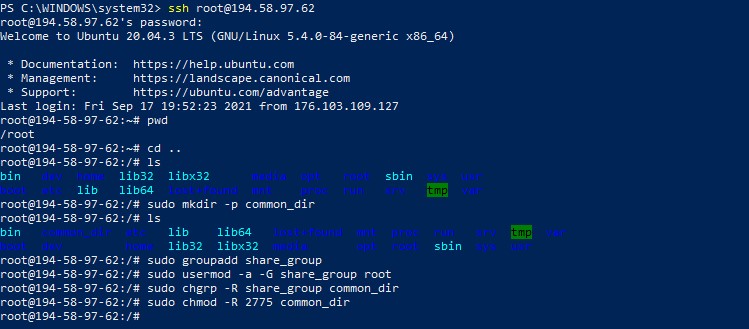 PS C:\WINDOWS\system32> ssh root@194.58.97.62
root@194.58.97.62's password:
Welcome to Ubuntu 20.04.3 LTS (GNU/Linux 5.4.0-84-generic x86_64)
* Documentation:  https://help.ubuntu.com
* Management:     https://landscape.canonical.com
* Support:        https://ubuntu.com/advantage
Last login: Fri Sep 17 19:52:23 2021 from 176.103.109.127
root@194-58-97-62:~# pwd
/root
root@194-58-97-62:~# cd ..
root@194-58-97-62:/# ls
bin   dev  home  lib32  libx32      media  opt   root  sbin  sys  usr
boot  etc  lib   lib64  lost+found  mnt    proc  run   srv   tmp  var
root@194-58-97-62:/# sudo mkdir -p common_dir
root@194-58-97-62:/# ls
bin   common_dir  etc   lib    lib64   lost+found  mnt  proc  run   srv  tmp  var
boot  dev         home  lib32  libx32  media       opt  root  sbin  sys  usr
root@194-58-97-62:/# sudo groupadd share_group
root@194-58-97-62:/# sudo usermod -a -G share_group root
root@194-58-97-62:/# sudo chgrp -R share_group common_dir
root@194-58-97-62:/# sudo chmod -R 2775 common_dir
root@194-58-97-62:/#